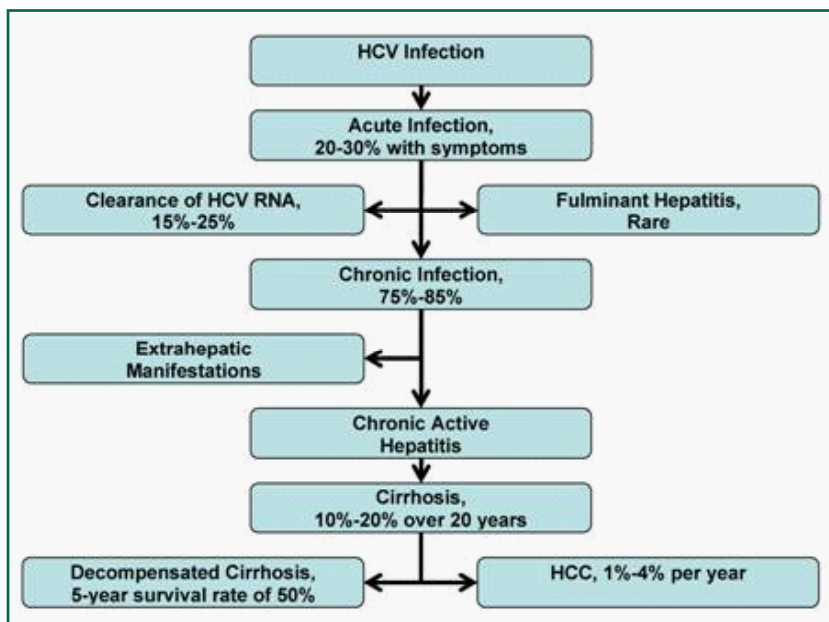 HCV Infection
Acute Infection,
20-30% with symptoms
Clearance of HCV RNA,
15%-25%
Fulminant Hepatitis,
Rare
Chronic Infection,
75%-85%
Extrahepatic
Manifestations
Chronic Active
Hepatitis
Cirrhosis,
10%-20% over 20 years
Decompensated Cirrhosis,
5-year survival rate of 50%
HCC, 1%-4% per year